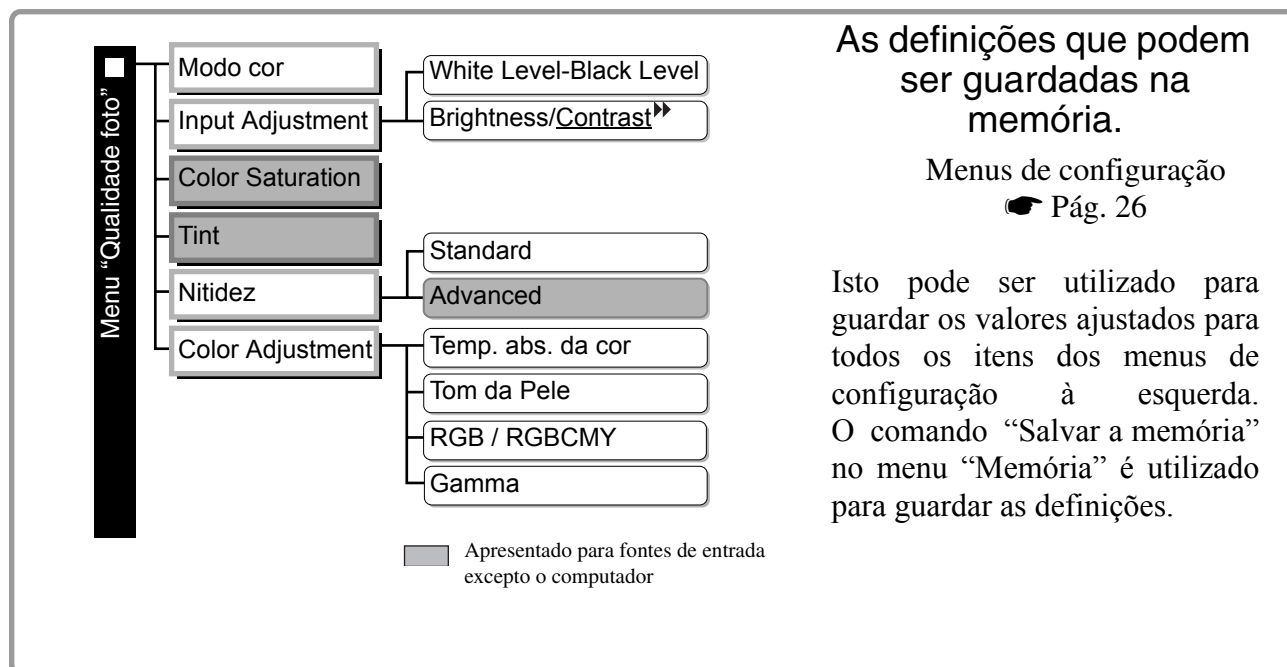 Menu “Qualidade foto”
Modo cor
Input Adjustment
Color Saturation
Tint
Nitidez
Color Adjustment
White Level-Black Level
Brightness/Contrast
Standard
Advanced
Temp. abs. da cor
Tom da Pele
RGB / RGBCMY
Gamma
Apresentado para fontes de entrada
excepto o computador
As definições que podem
ser guardadas na
memória.
Menus de configuração
☛ Pág. 26
Isto pode ser utilizado para
guardar os valores ajustados para
todos os itens dos menus de
configuração à esquerda.
O comando “Salvar a memória”
no menu “Memória” é utilizado
para guardar as definições.